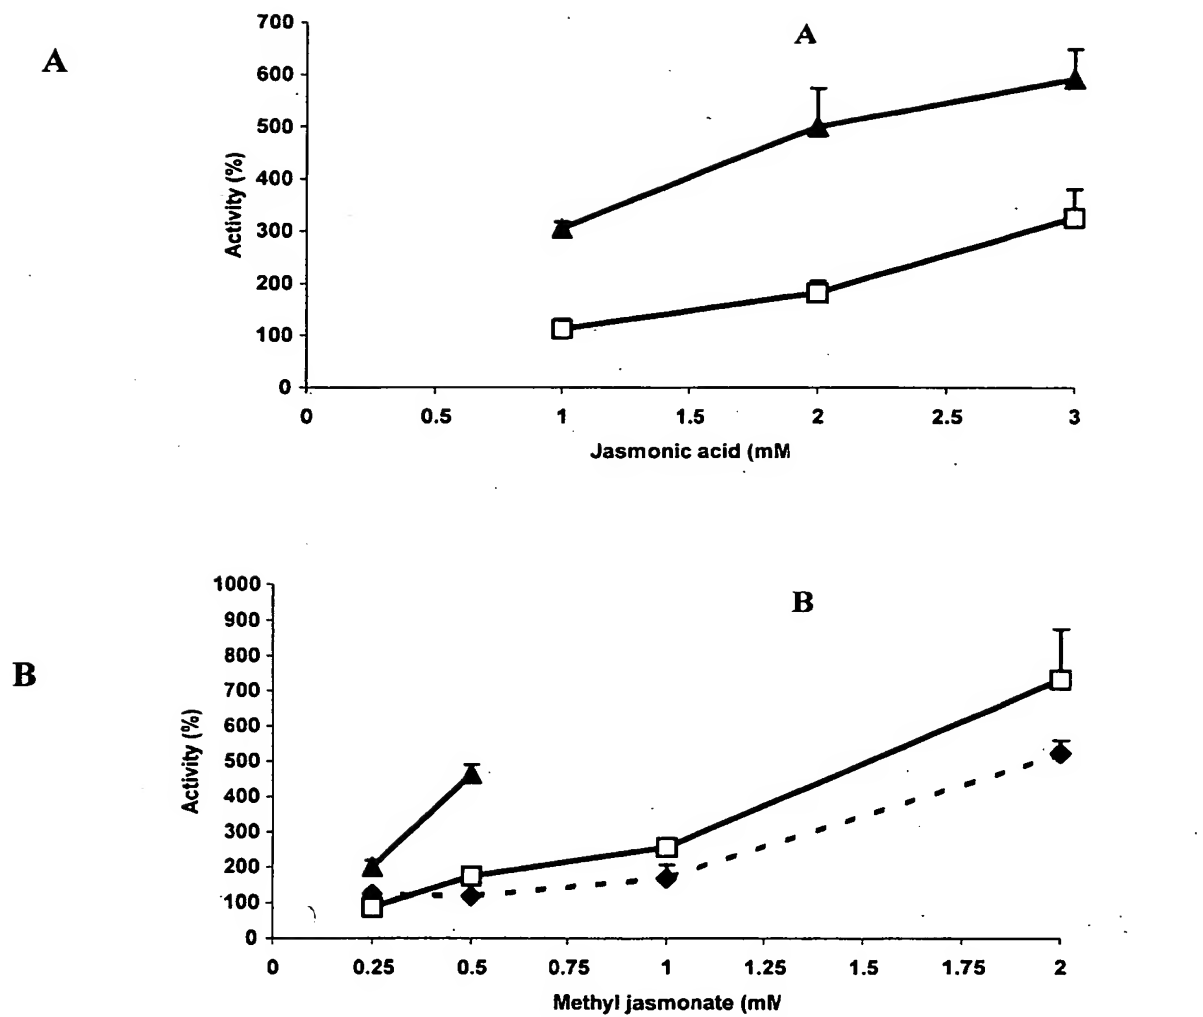 A
A
700
600
500
400
300
200
100
0
Activity (%)
0 0.5 1 1.5 2 2.5 3
Jasmonic acid (mM
B
B
1000
900
800
700
600
500
400
300
200
100
0
Activity (%)
0 0.25 0.5 0.75 1 1.25 1.5 1.75 2
Methyl jasmonate (mM